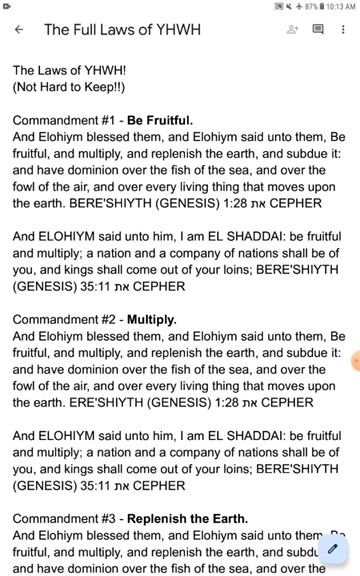 87% 10:13 AM
The Full Laws of YHWH
The Laws of YHWH!
(Not Hard to Keep!!)
Commandment #1 - Be Fruitful.
And Elohiym blessed them, and Elohiym said unto them, Be
fruitful, and multiply, and replenish the earth, and subdue it:
and have dominion over the fish of the sea, and over the
fowl of the air, and over every living thing that moves upon
the earth. BERE'SHIYTH (GENESIS) 1:28 את CEPHER
And ELOHIYM said unto him, I am EL SHADDAI: be fruitful
and multiply; a nation and a company of nations shall be of
you, and kings shall come out of your loins; BERE'SHIYTH
(GENESIS) 35:11 את CEPHER
Commandment #2 - Multiply.
And Elohiym blessed them, and Elohiym said unto them, Be
fruitful, and multiply, and replenish the earth, and subdue it:
and have dominion over the fish of the sea, and over the
fowl of the air, and over every living thing that moves upon
the earth. ERE'SHIYTH (GENESIS) 1:28 את CEPHER
And ELOHIYM said unto him, I am EL SHADDAI: be fruitful
and multiply; a nation and a company of nations shall be of
you, and kings shall come out of your loins; BERE'SHIYTH
(GENESIS) 35:11 את CEPHER
Commandment #3 - Replenish the Earth.
And Elohiym blessed them, and Elohiym said unto them, Be
fruitful, and multiply, and replenish the earth, and subdu
and have dominion over the fish of the sea, and over the